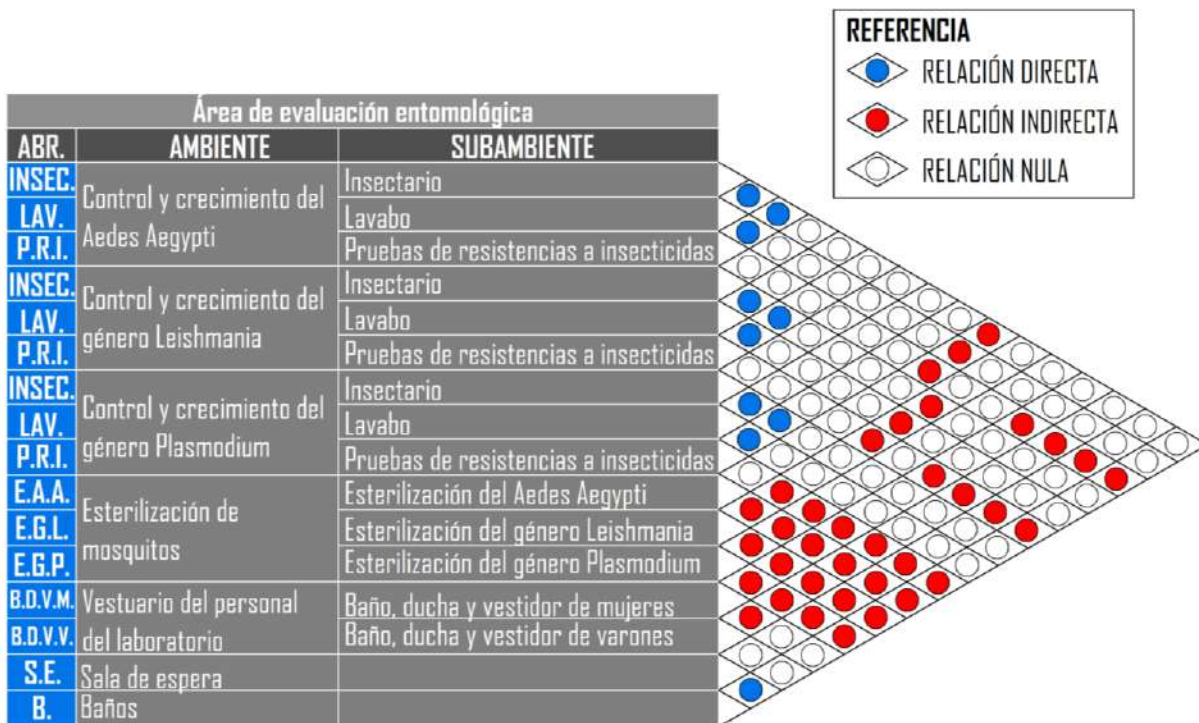 REFERENCIA
RELACIÓN DIRECTA
RELACIÓN INDIRECTA
RELACIÓN NULA
Área de evaluación entomológica
ABR. AMBIENTE SUBAMBIENTE
INSEC. Control y crecimiento del Insectario
LAV. Aedes Aegypti Lavabo
P.R.I. Pruebas de resistencias a insecticidas
INSEC. Control y crecimiento del Insectario
LAV. género Leishmania Lavabo
P.R.I. Pruebas de resistencias a insecticidas
INSEC. Control y crecimiento del Insectario
LAV. género Plasmodium Lavabo
P.R.I. Pruebas de resistencias a insecticidas
E.A.A. Esterilización de Esterilización del Aedes Aegypti
E.G.L. mosquitos Esterilización del género Leishmania
E.G.P. Esterilización del género Plasmodium
B.D.V.M. Vestuario del personal Baño, ducha y vestidor de mujeres
B.D.V.V. del laboratorio Baño, ducha y vestidor de varones
S.E. Sala de espera
B. Baños